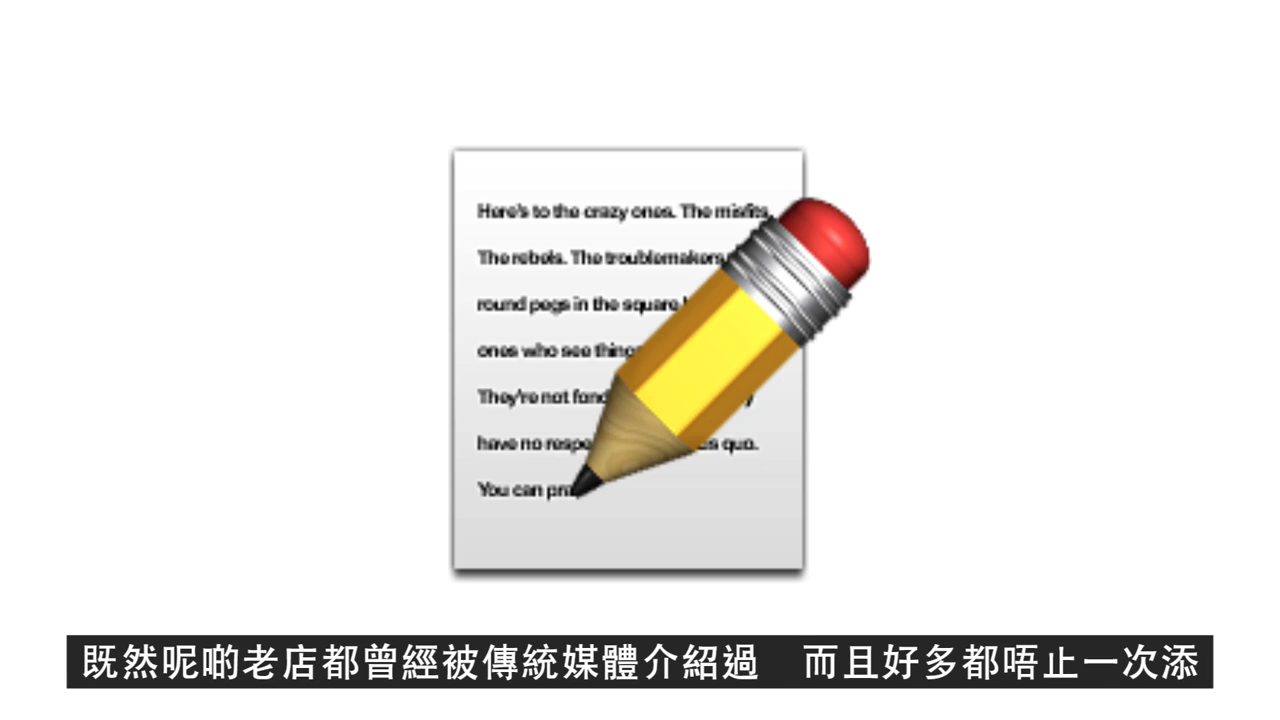 Here's to the crazy ones. The misfits.
The rebels. The troublemakers
round pegs in the square
ones who see things
They're not fond
have no respe
quo.
You can pra
既然呢啲老店都曾經被傳統媒體介紹過　而且好多都唔止一次添